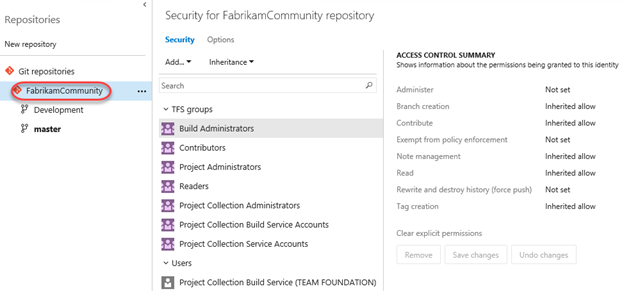 Repositories
New repository
Git repositories
FabrikamCommunity
Development
master
Security for FabrikamCommunity repository
Security Options
Add... Inheritance
Search
TFS groups
Build Administrators
Contributors
Project Administrators
Readers
Project Collection Administrators
Project Collection Build Service Accounts
Project Collection Service Accounts
Users
Project Collection Build Service (TEAM FOUNDATION)
ACCESS CONTROL SUMMARY
Shows information about the permissions being granted to this identity
Administer Not set
Branch creation Inherited allow
Contribute Inherited allow
Exempt from policy enforcement Not set
Note management Inherited allow
Read Inherited allow
Rewrite and destroy history (force push) Not set
Tag creation Inherited allow
Clear explicit permissions
Remove Save changes Undo changes